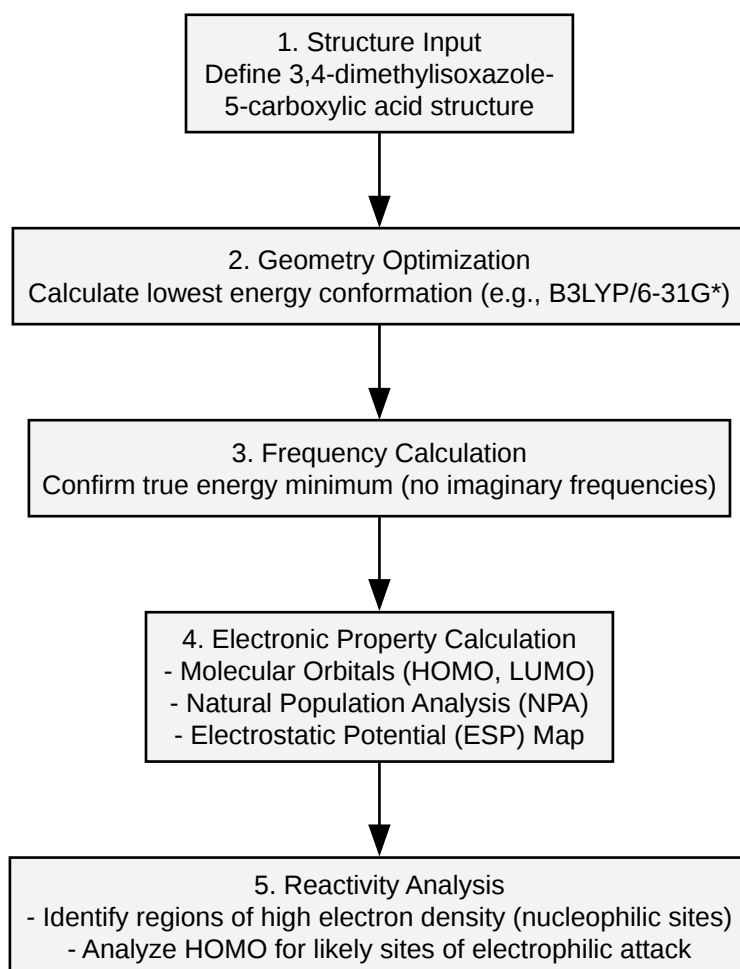 1. Structure Input
Define 3,4-dimethylisoxazole-
5-carboxylic acid structure
2. Geometry Optimization
Calculate lowest energy conformation (e.g., B3LYP/6-31G*)
3. Frequency Calculation
Confirm true energy minimum (no imaginary frequencies)
4. Electronic Property Calculation
- Molecular Orbitals (HOMO, LUMO)
- Natural Population Analysis (NPA)
- Electrostatic Potential (ESP) Map
5. Reactivity Analysis
- Identify regions of high electron density (nucleophilic sites)
- Analyze HOMO for likely sites of electrophilic attack